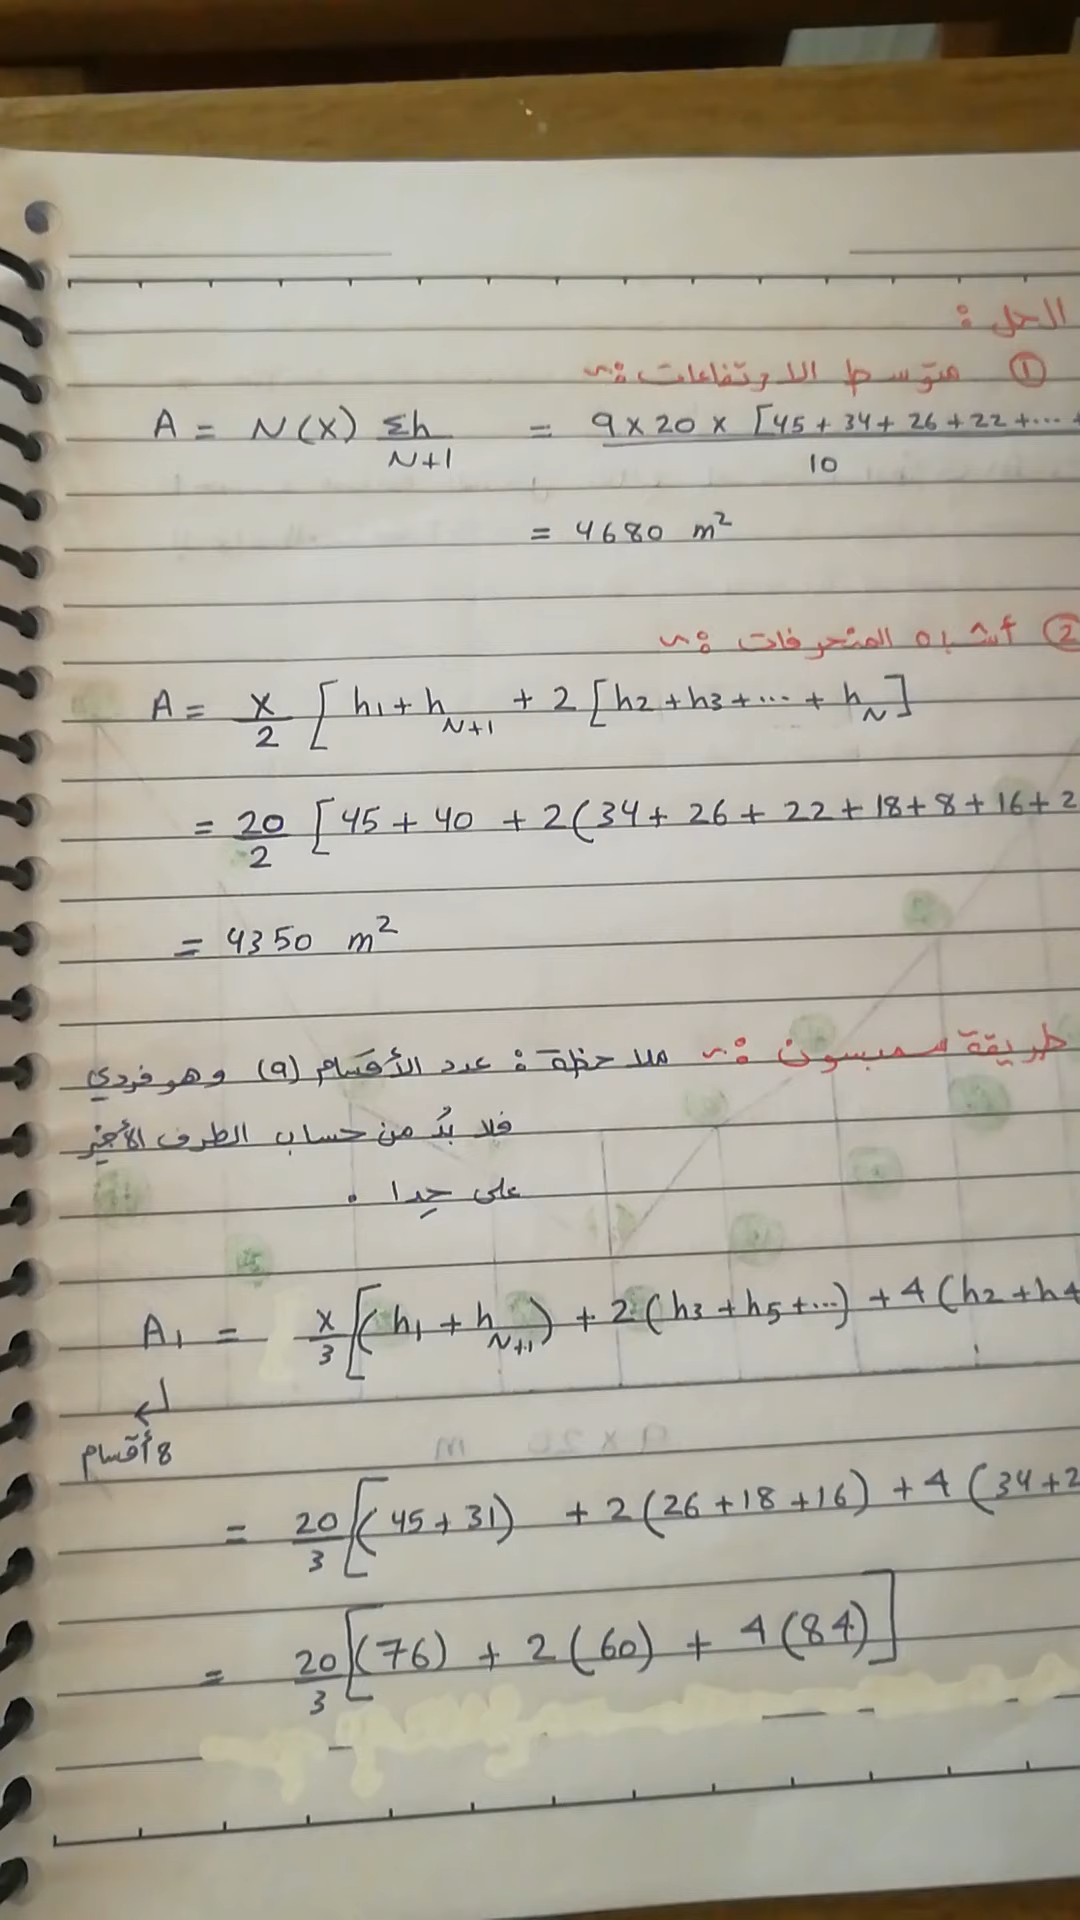 الحل :
① متوسط الارتفاعات :~
A = N(X) Σh / N+1 = 9 x 20 x [45 + 34 + 26 + 22 + ... + / 10
= 4680 m²
② أشباه المنحرفات :~
A = X/2 [ h1 + h N+1 + 2 [h2 + h3 + ... + hN]
= 20/2 [ 45 + 40 + 2(34 + 26 + 22 + 18 + 8 + 16 + 2
= 4350 m²
طريقة سمبسون :~ ملاحظة : عدد الأقسام (9) وهو فردي
فلا بُد من حساب الطرف الأخير
على حِدا .
A1 = X/3 [(h1 + h N+1) + 2(h3 + h5 + ...) + 4(h2 + h4
8 أقسام
= 20/3 [(45 + 31) + 2(26 + 18 + 16) + 4(34 + 2
= 20/3 [(76) + 2(60) + 4(84)]